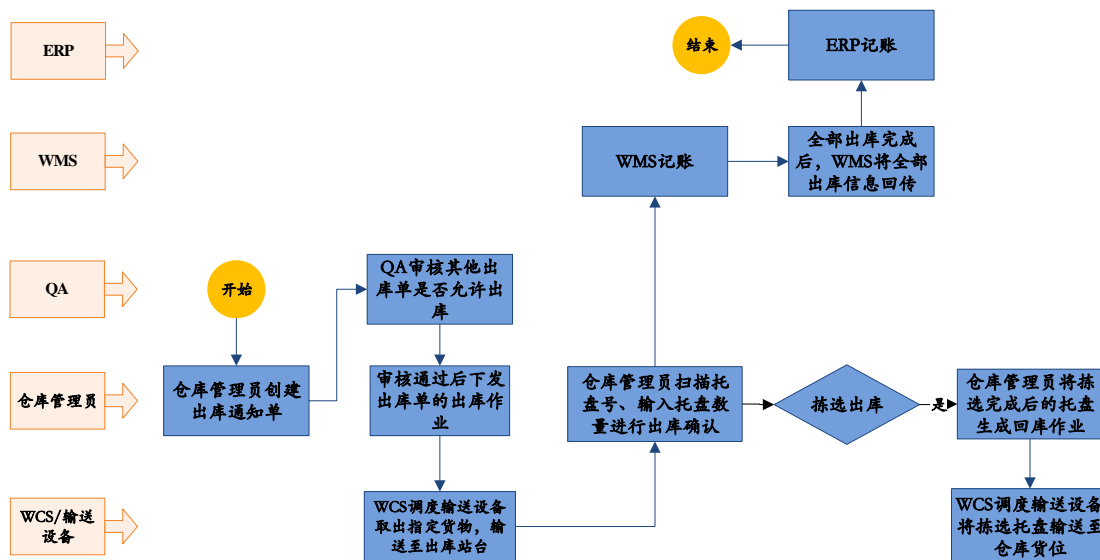 ERP
结束
ERP记账
WMS
WMS记账
全部出库完成
后，WMS将全部
出库信息回传
QA
开始
QA审核其他出
库单是否允许出
库
仓库管理员
仓库管理员创建
出库通知单
审核通过后下发
出库单的出库作
业
仓库管理员扫描托
盘号、输入托盘数
量进行出库确认
拣选出库
是
仓库管理员将拣
选完成后的托盘
生成回库作业
WCS/输送
设备
WCS调度输送设备
取出指定货物，输
送至出库站台
WCS调度输送设备
将拣选托盘输送至
仓库货位